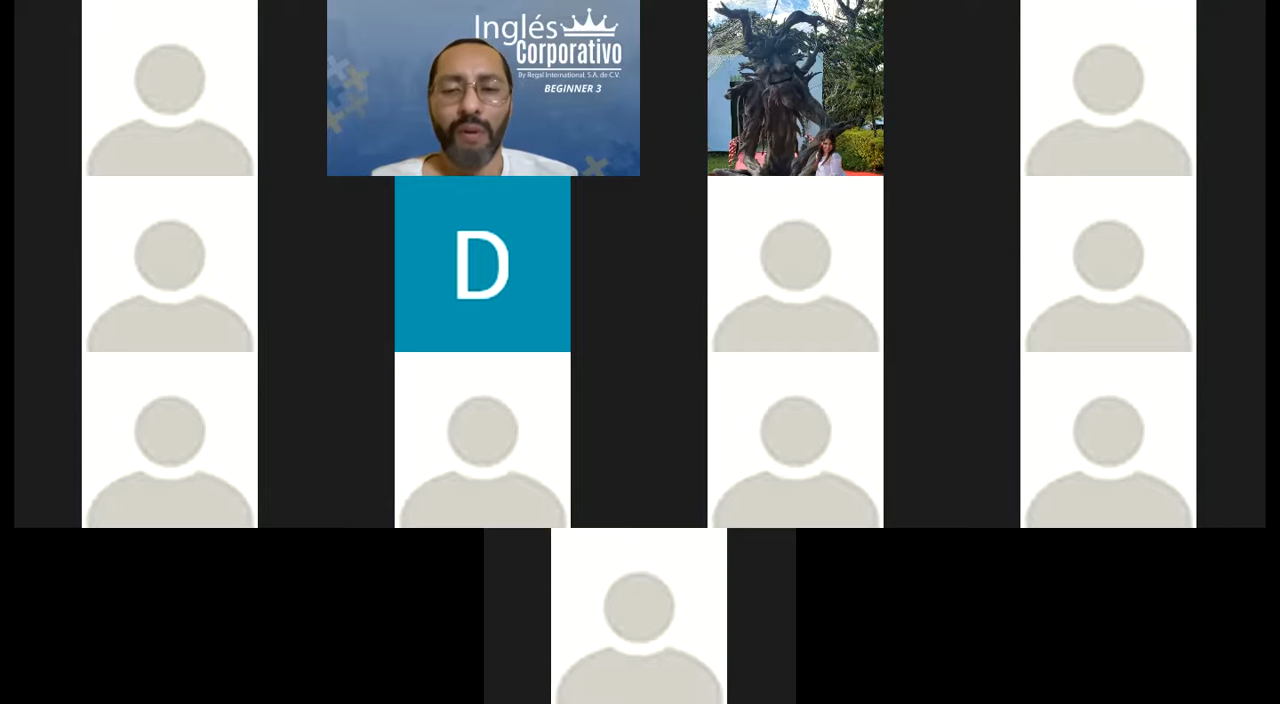 Inglés
Corporativo
By Regal International, S.A. de C.V.
BEGINNER 3
D